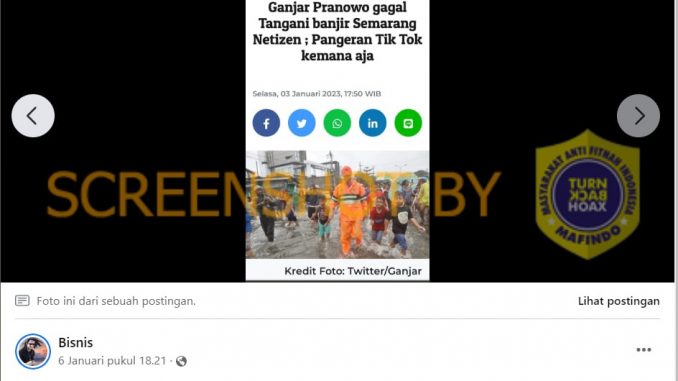 Ganjar Pranowo gagal
Tangani banjir Semarang
Netizen ; Pangeran Tik Tok
kemana aja
Selasa, 03 Januari 2023, 17:50 WIB
SCREENSHOT BY
MASYARAKAT ANTI FITNAH INDONESIA
TURN
BACK
HOAX
MAFINDO
Kredit Foto: Twitter/Ganjar
Foto ini dari sebuah postingan.
Lihat postingan
Bisnis
6 Januari pukul 18.21